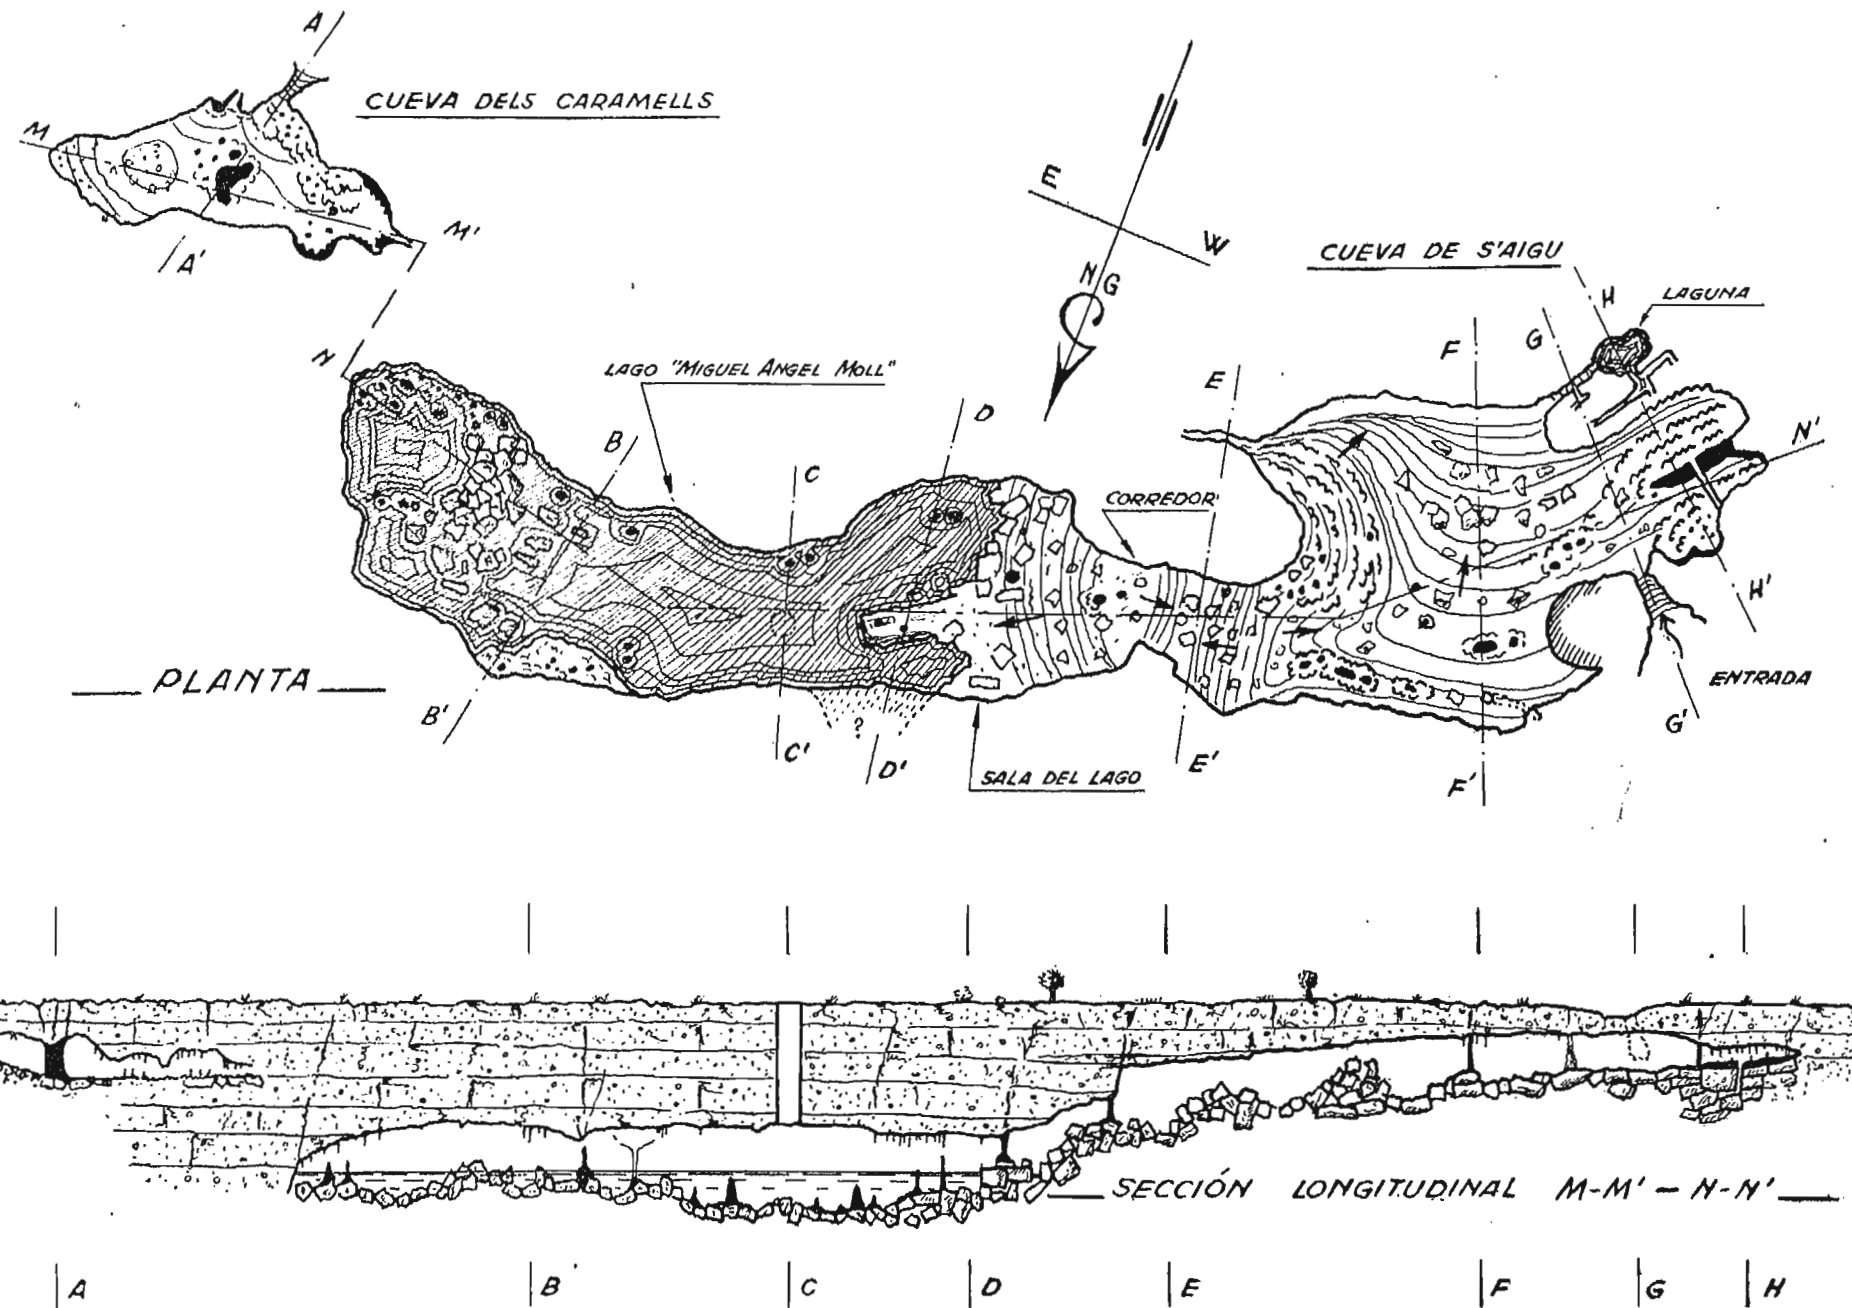 A
CUEVA DELS CARAMELLS
M
M'
A'
E
W
N G
CUEVA DE S'AIGU
H
LAGUNA
G
F
E
N
LAGO "MIGUEL ANGEL MOLL"
D
B
C
CORREDOR
N'
H'
PLANTA
ENTRADA
B'
?
C'
D'
SALA DEL LAGO
E'
F'
G'
SECCIÓN LONGITUDINAL M-M' - N-N'
A
B
C
D
E
F
G
H